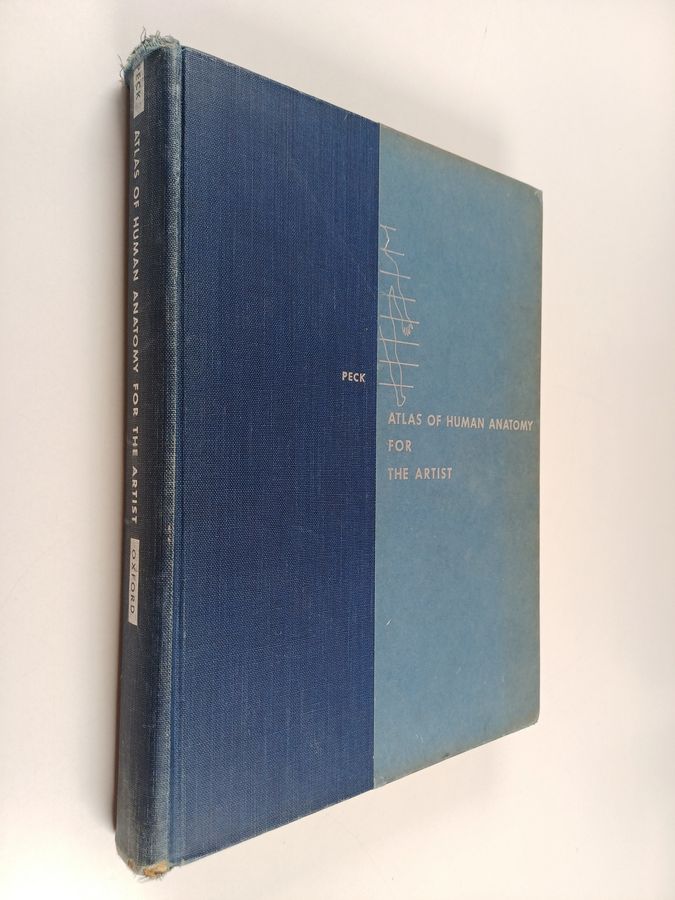 PECK
ATLAS OF HUMAN ANATOMY FOR THE ARTIST
OXFORD
PECK
ATLAS OF HUMAN ANATOMY
FOR
THE ARTIST